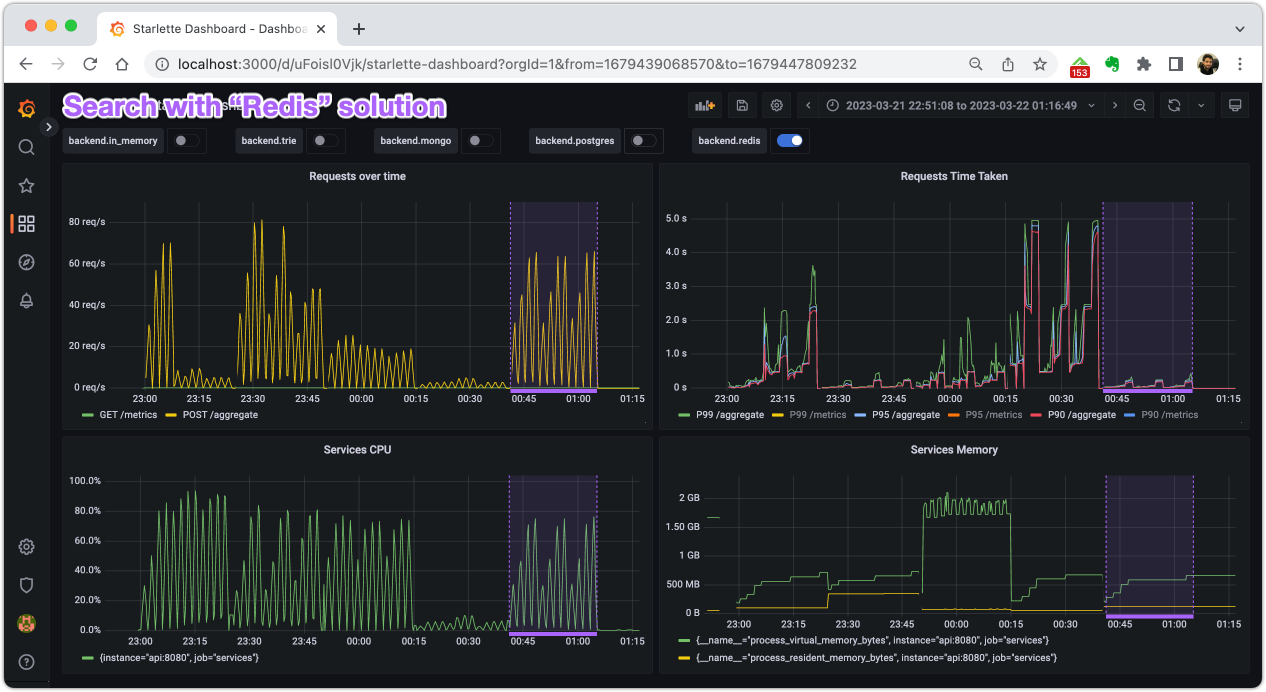 Starlette Dashboard - Dashboa
localhost:3000/d/uFoisl0Vjk/starlette-dashboard?orgId=1&from=1679439068570&to=1679447809232
153
Search with “Redis” solution
2023-03-21 22:51:08 to 2023-03-22 01:16:49
backend.in_memory backend.trie backend.mongo backend.postgres backend.redis
Requests over time
80 req/s
60 req/s
40 req/s
20 req/s
0 req/s
23:00 23:15 23:30 23:45 00:00 00:15 00:30 00:45 01:00 01:15
GET /metrics POST /aggregate
Requests Time Taken
5.0 s
4.0 s
3.0 s
2.0 s
1.0 s
0 s
23:00 23:15 23:30 23:45 00:00 00:15 00:30 00:45 01:00 01:15
P99 /aggregate P99 /metrics P95 /aggregate P95 /metrics P90 /aggregate P90 /metrics
Services CPU
100.0%
80.0%
60.0%
40.0%
20.0%
0.0%
23:00 23:15 23:30 23:45 00:00 00:15 00:30 00:45 01:00 01:15
{instance="api:8080", job="services"}
Services Memory
2 GB
1.50 GB
1 GB
500 MB
0 B
23:00 23:15 23:30 23:45 00:00 00:15 00:30 00:45 01:00 01:15
{__name__="process_virtual_memory_bytes", instance="api:8080", job="services"}
{__name__="process_resident_memory_bytes", instance="api:8080", job="services"}